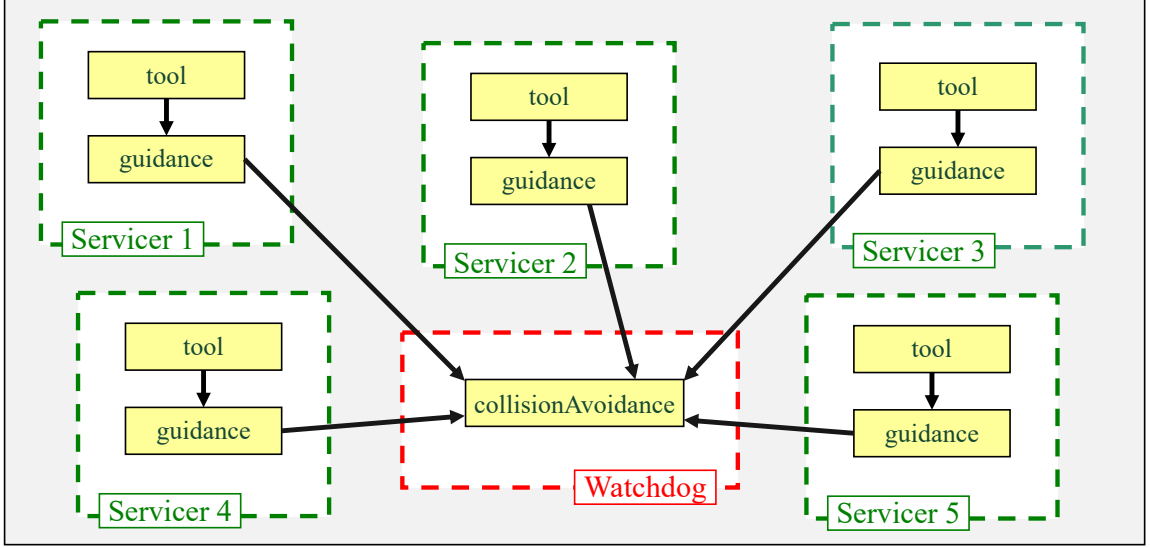 tool
guidance
Servicer 1
tool
guidance
Servicer 2
tool
guidance
Servicer 3
tool
guidance
Servicer 4
collisionAvoidance
Watchdog
tool
guidance
Servicer 5